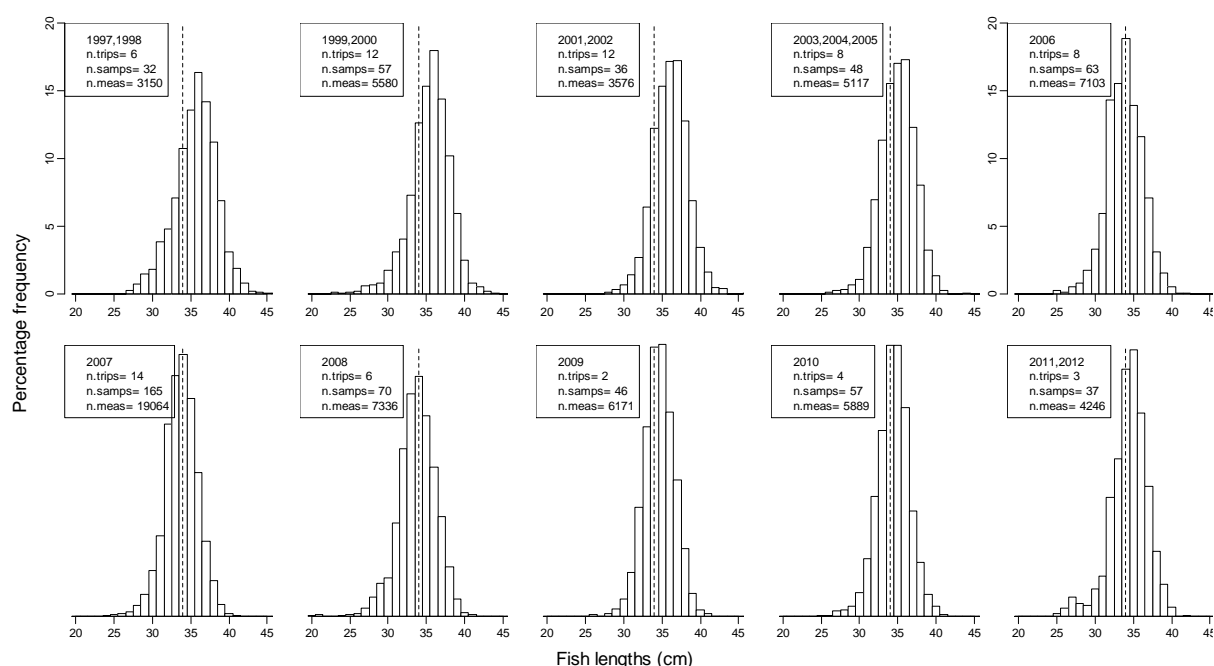 Percentage frequency
0 5 10 15 20
1997,1998
n.trips= 6
n.samps= 32
n.meas= 3150
20 25 30 35 40 45
1999,2000
n.trips= 12
n.samps= 57
n.meas= 5580
20 25 30 35 40 45
2001,2002
n.trips= 12
n.samps= 36
n.meas= 3576
20 25 30 35 40 45
2003,2004,2005
n.trips= 8
n.samps= 48
n.meas= 5117
20 25 30 35 40 45
0 5 10 15 20
2006
n.trips= 8
n.samps= 63
n.meas= 7103
20 25 30 35 40 45
2007
n.trips= 14
n.samps= 165
n.meas= 19064
20 25 30 35 40 45
2008
n.trips= 6
n.samps= 70
n.meas= 7336
20 25 30 35 40 45
2009
n.trips= 2
n.samps= 46
n.meas= 6171
20 25 30 35 40 45
2010
n.trips= 4
n.samps= 57
n.meas= 5889
20 25 30 35 40 45
2011,2012
n.trips= 3
n.samps= 37
n.meas= 4246
20 25 30 35 40 45
Fish lengths (cm)